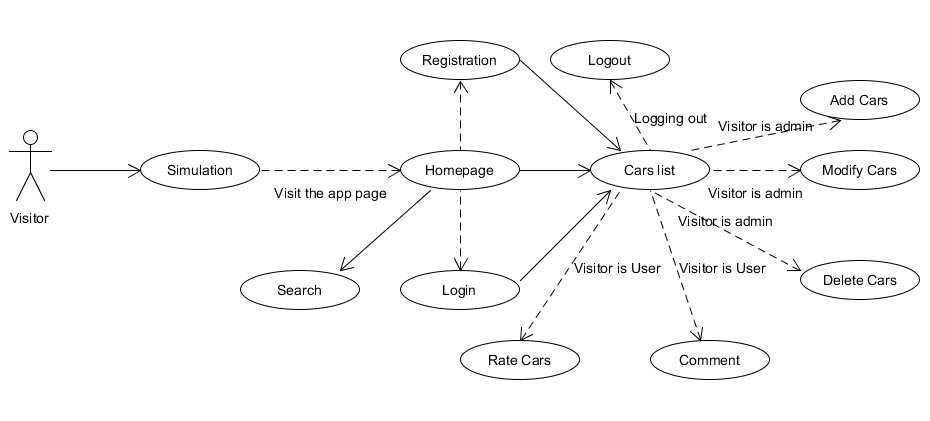 Registration
Logout
Add Cars
Logging out
Visitor is admin
Simulation
Homepage
Cars list
Modify Cars
Visit the app page
Visitor is admin
Visitor
Visitor is admin
Visitor is User
Visitor is User
Search
Login
Delete Cars
Rate Cars
Comment